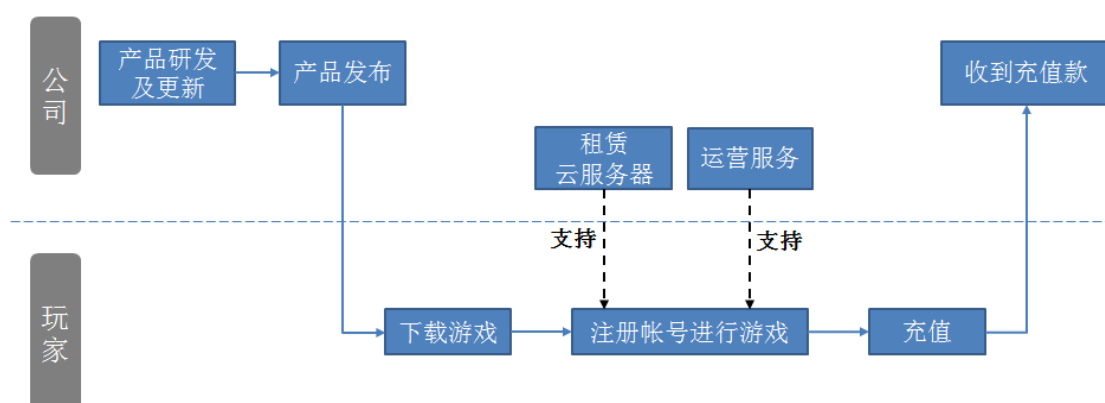 公司
产品研发
及更新
产品发布
收到充值款
租赁
云服务器
运营服务
支持
支持
玩家
下载游戏
注册帐号进行游戏
充值